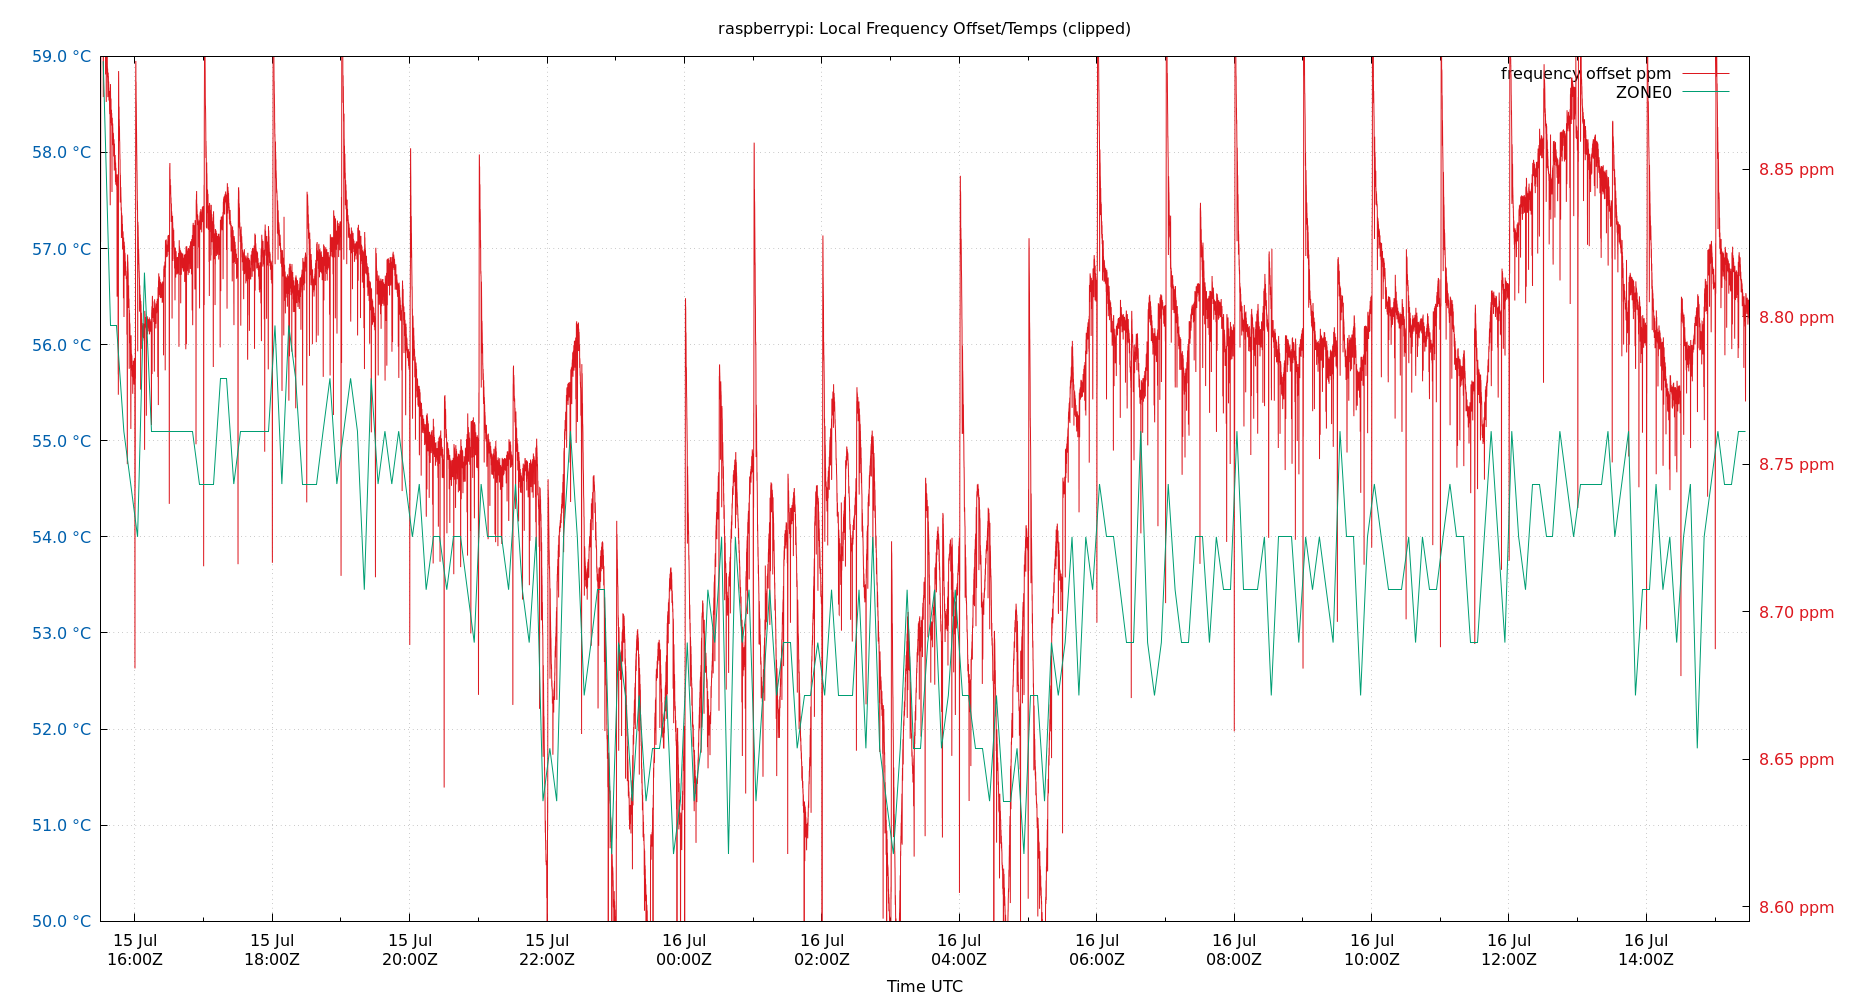 raspberrypi: Local Frequency Offset/Temps (clipped)
59.0 °C
frequency offset ppm
ZONE0
58.0 °C
8.85 ppm
57.0 °C
8.80 ppm
56.0 °C
55.0 °C
8.75 ppm
54.0 °C
8.70 ppm
53.0 °C
52.0 °C
8.65 ppm
51.0 °C
50.0 °C
8.60 ppm
15 Jul 15 Jul 15 Jul 15 Jul 16 Jul 16 Jul 16 Jul 16 Jul 16 Jul 16 Jul 16 Jul 16 Jul
16:00Z 18:00Z 20:00Z 22:00Z 00:00Z 02:00Z 04:00Z 06:00Z 08:00Z 10:00Z 12:00Z 14:00Z
Time UTC